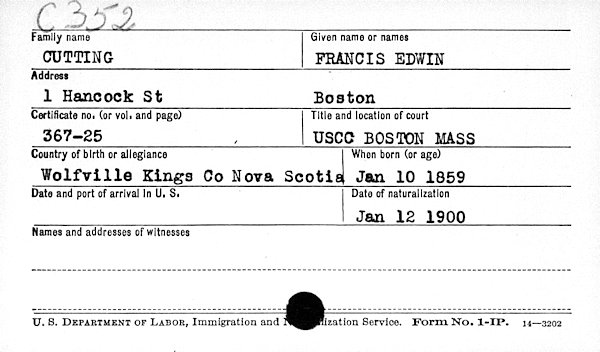 C352
Family name Given name or names
CUTTING FRANCIS EDWIN
Address
1 Hancock St Boston
Certificate no. (or vol. and page) Title and location of court
367-25 USCC BOSTON MASS
Country of birth or allegiance When born (or age)
Wolfville Kings Co Nova Scotia Jan 10 1859
Date and port of arrival in U. S. Date of naturalization
Jan 12 1900
Names and addresses of witnesses
U. S. DEPARTMENT OF LABOR, Immigration and N lization Service. Form No. 1-IP. 14—3202